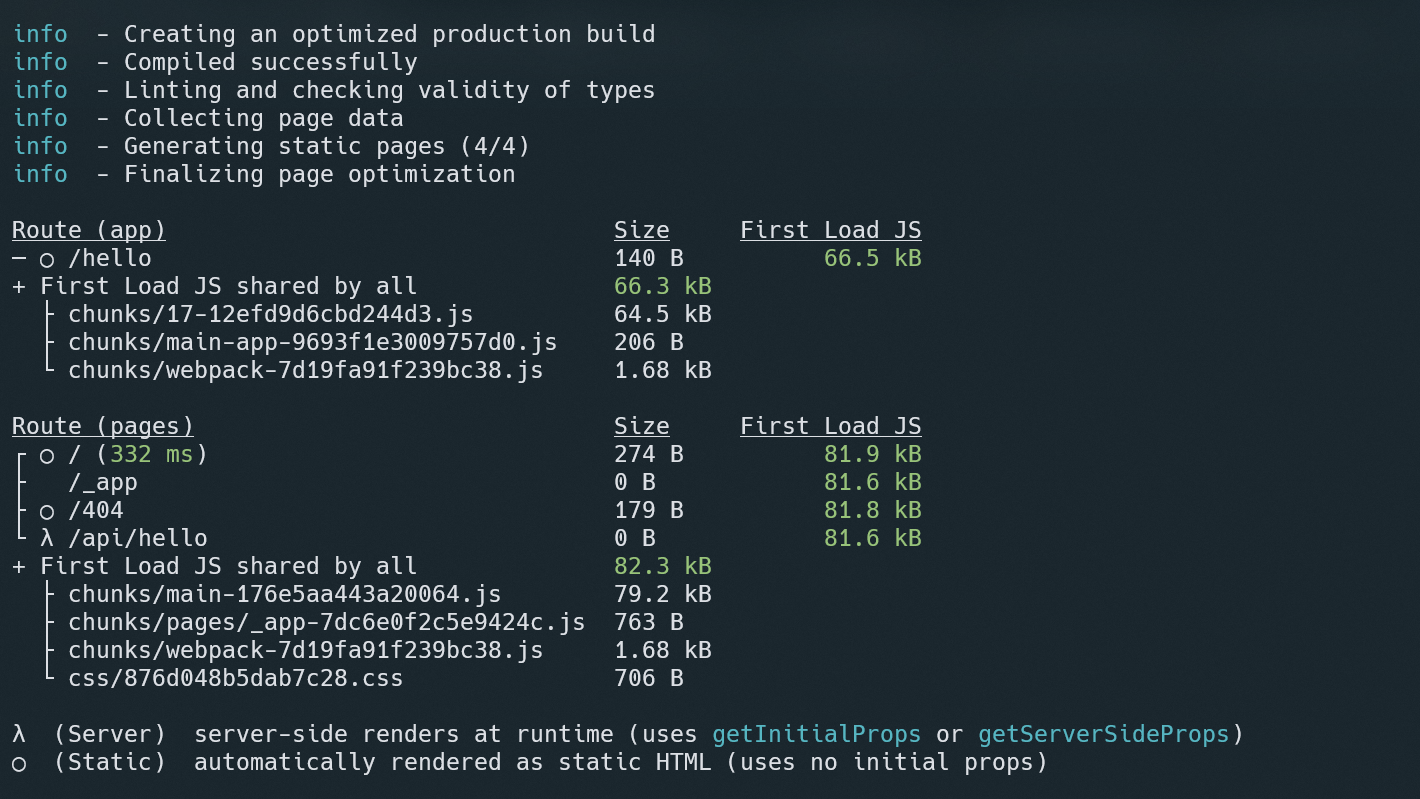 info  - Creating an optimized production build
info  - Compiled successfully
info  - Linting and checking validity of types
info  - Collecting page data
info  - Generating static pages (4/4)
info  - Finalizing page optimization

Route (app)                                Size     First Load JS
─ ○ /hello                                 140 B          66.5 kB
+ First Load JS shared by all              66.3 kB
  ├ chunks/17-12efd9d6cbd244d3.js          64.5 kB
  ├ chunks/main-app-9693f1e3009757d0.js    206 B
  └ chunks/webpack-7d19fa91f239bc38.js     1.68 kB

Route (pages)                              Size     First Load JS
┌ ○ / (332 ms)                             274 B          81.9 kB
├   /_app                                  0 B            81.6 kB
├ ○ /404                                   179 B          81.8 kB
└ λ /api/hello                             0 B            81.6 kB
+ First Load JS shared by all              82.3 kB
  ├ chunks/main-176e5aa443a20064.js        79.2 kB
  ├ chunks/pages/_app-7dc6e0f2c5e9424c.js  763 B
  ├ chunks/webpack-7d19fa91f239bc38.js     1.68 kB
  └ css/876d048b5dab7c28.css               706 B

λ  (Server)  server-side renders at runtime (uses getInitialProps or getServerSideProps)
○  (Static)  automatically rendered as static HTML (uses no initial props)